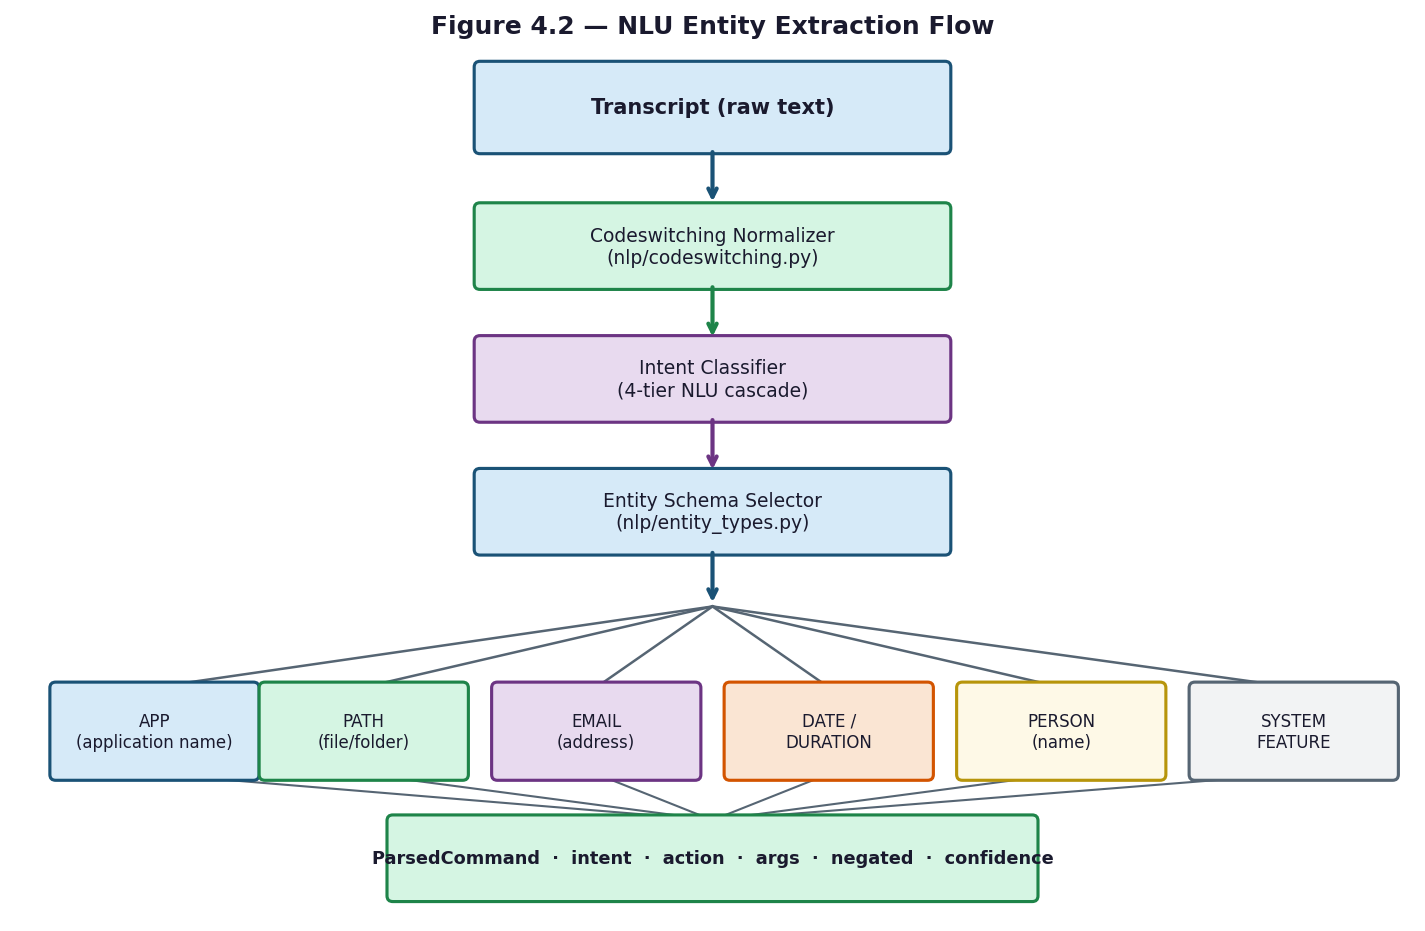 Figure 4.2 — NLU Entity Extraction Flow
Transcript (raw text)
Codeswitching Normalizer
(nlp/codeswitching.py)
Intent Classifier
(4-tier NLU cascade)
Entity Schema Selector
(nlp/entity_types.py)
APP
(application name)
PATH
(file/folder)
EMAIL
(address)
DATE /
DURATION
PERSON
(name)
SYSTEM
FEATURE
ParsedCommand · intent · action · args · negated · confidence